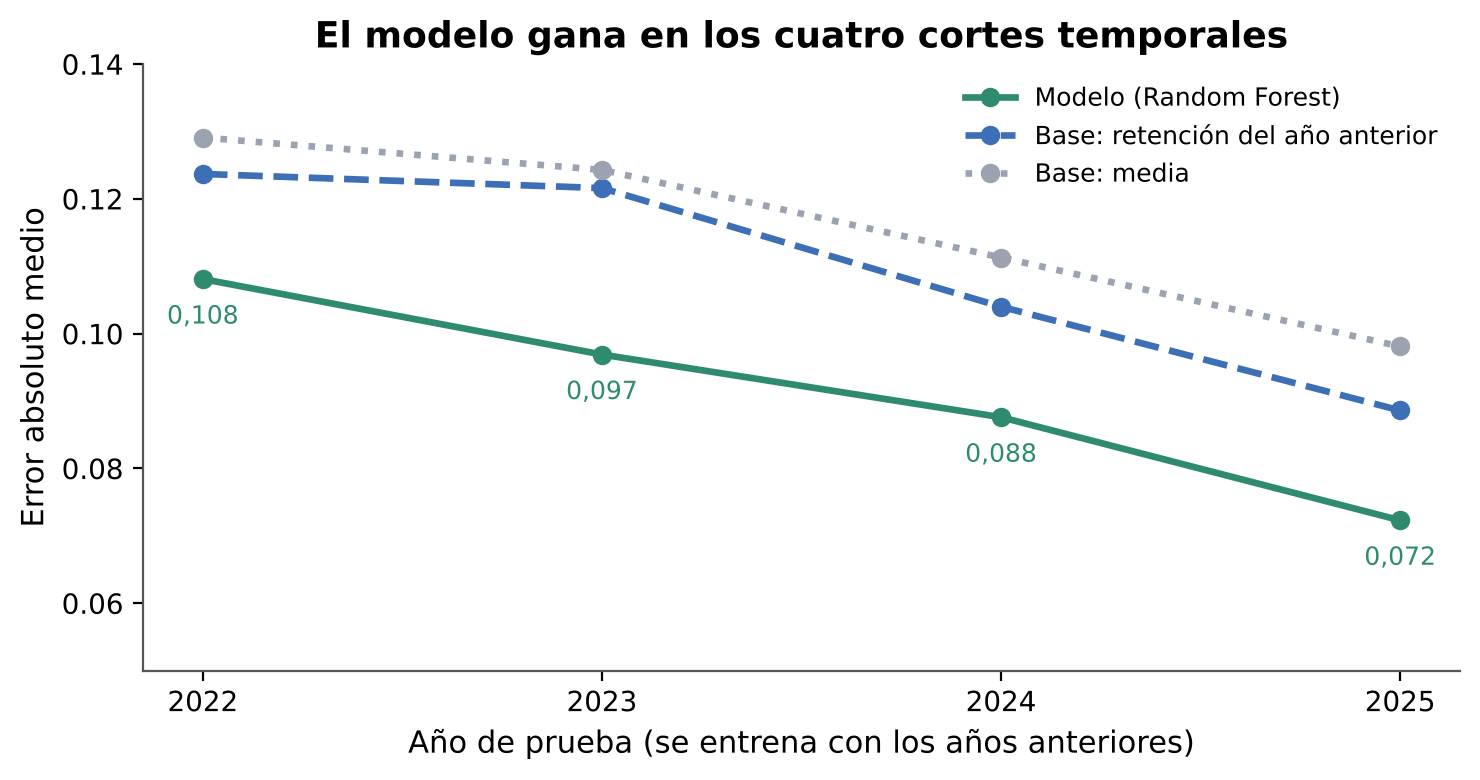 El modelo gana en los cuatro cortes temporales
0.14
0.12
0.10
0.08
0.06
Error absoluto medio
Modelo (Random Forest)
Base: retención del año anterior
Base: media
0,108
0,097
0,088
0,072
2022
2023
2024
2025
Año de prueba (se entrena con los años anteriores)